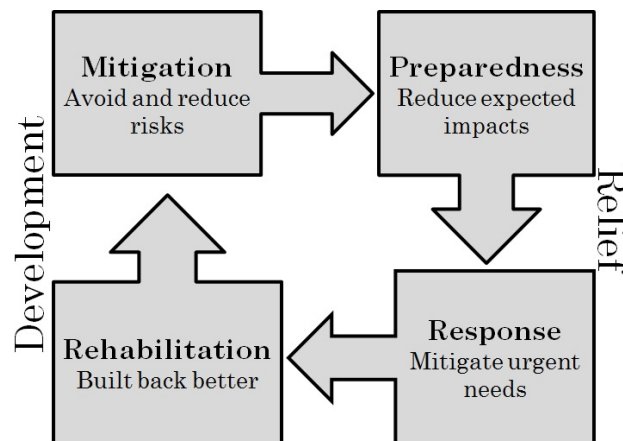 Mitigation
Avoid and reduce
risks
Preparedness
Reduce expected
impacts
Development
Relief
Rehabilitation
Built back better
Response
Mitigate urgent
needs